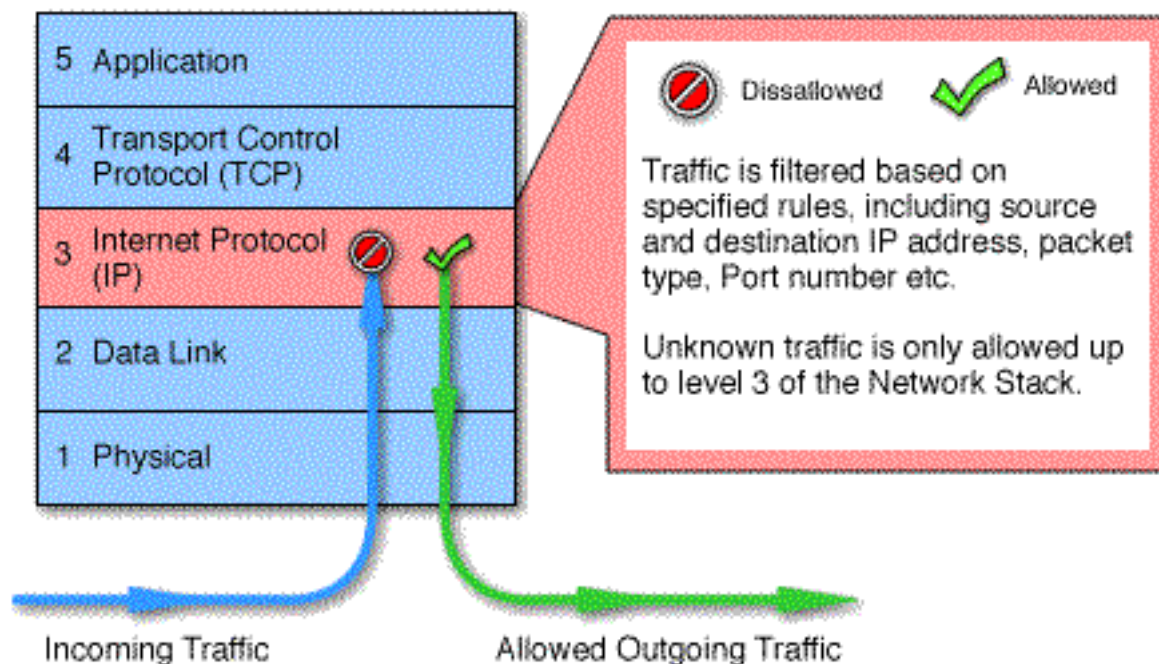 5 Application
4 Transport Control
Protocol (TCP)
3 Internet Protocol
(IP)
2 Data Link
1 Physical
Incoming Traffic
Allowed Outgoing Traffic
Dissallowed
Allowed
Traffic is filtered based on
specified rules, including source
and destination IP address, packet
type, Port number etc.
Unknown traffic is only allowed up
to level 3 of the Network Stack.